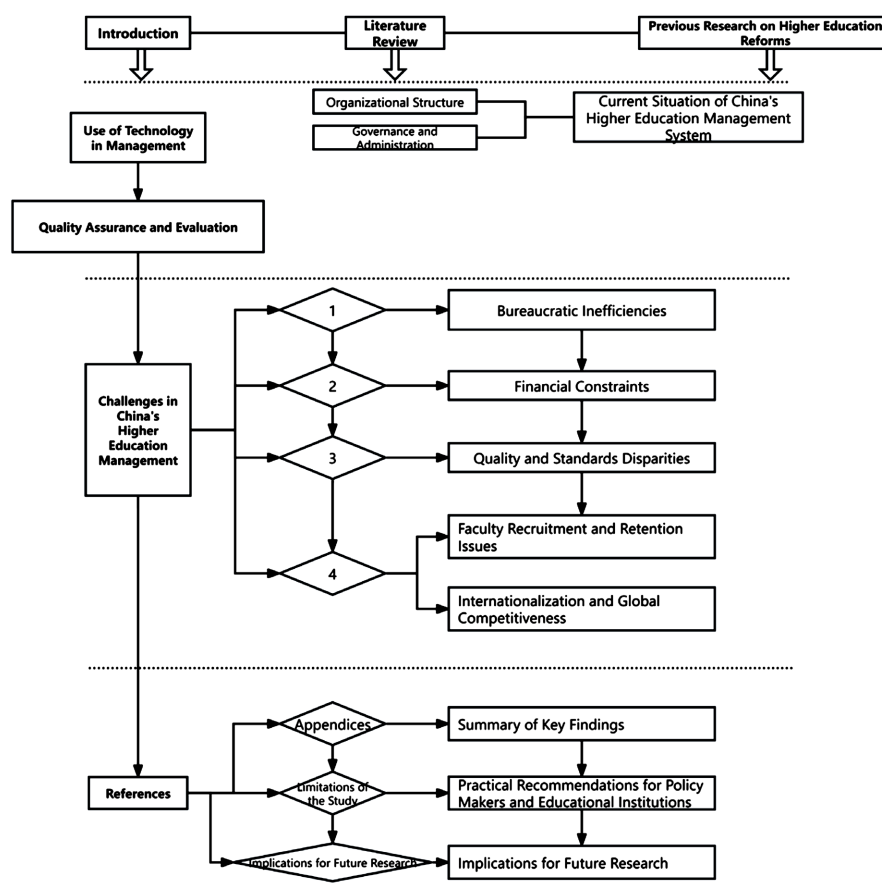 Introduction
Literature
Review
Previous Research on Higher Education
Reforms
Organizational Structure
Governance and
Administration
Current Situation of China's
Higher Education Management
System
Use of Technology
in Management
Quality Assurance and Evaluation
Challenges in
China's
Higher
Education
Management
1
Bureaucratic Inefficiencies
2
Financial Constraints
3
Quality and Standards Disparities
4
Faculty Recruitment and Retention
Issues
Internationalization and Global
Competitiveness
References
Appendices
Summary of Key Findings
Limitations of
the Study
Practical Recommendations for Policy
Makers and Educational Institutions
Implications for Future Research
Implications for Future Research